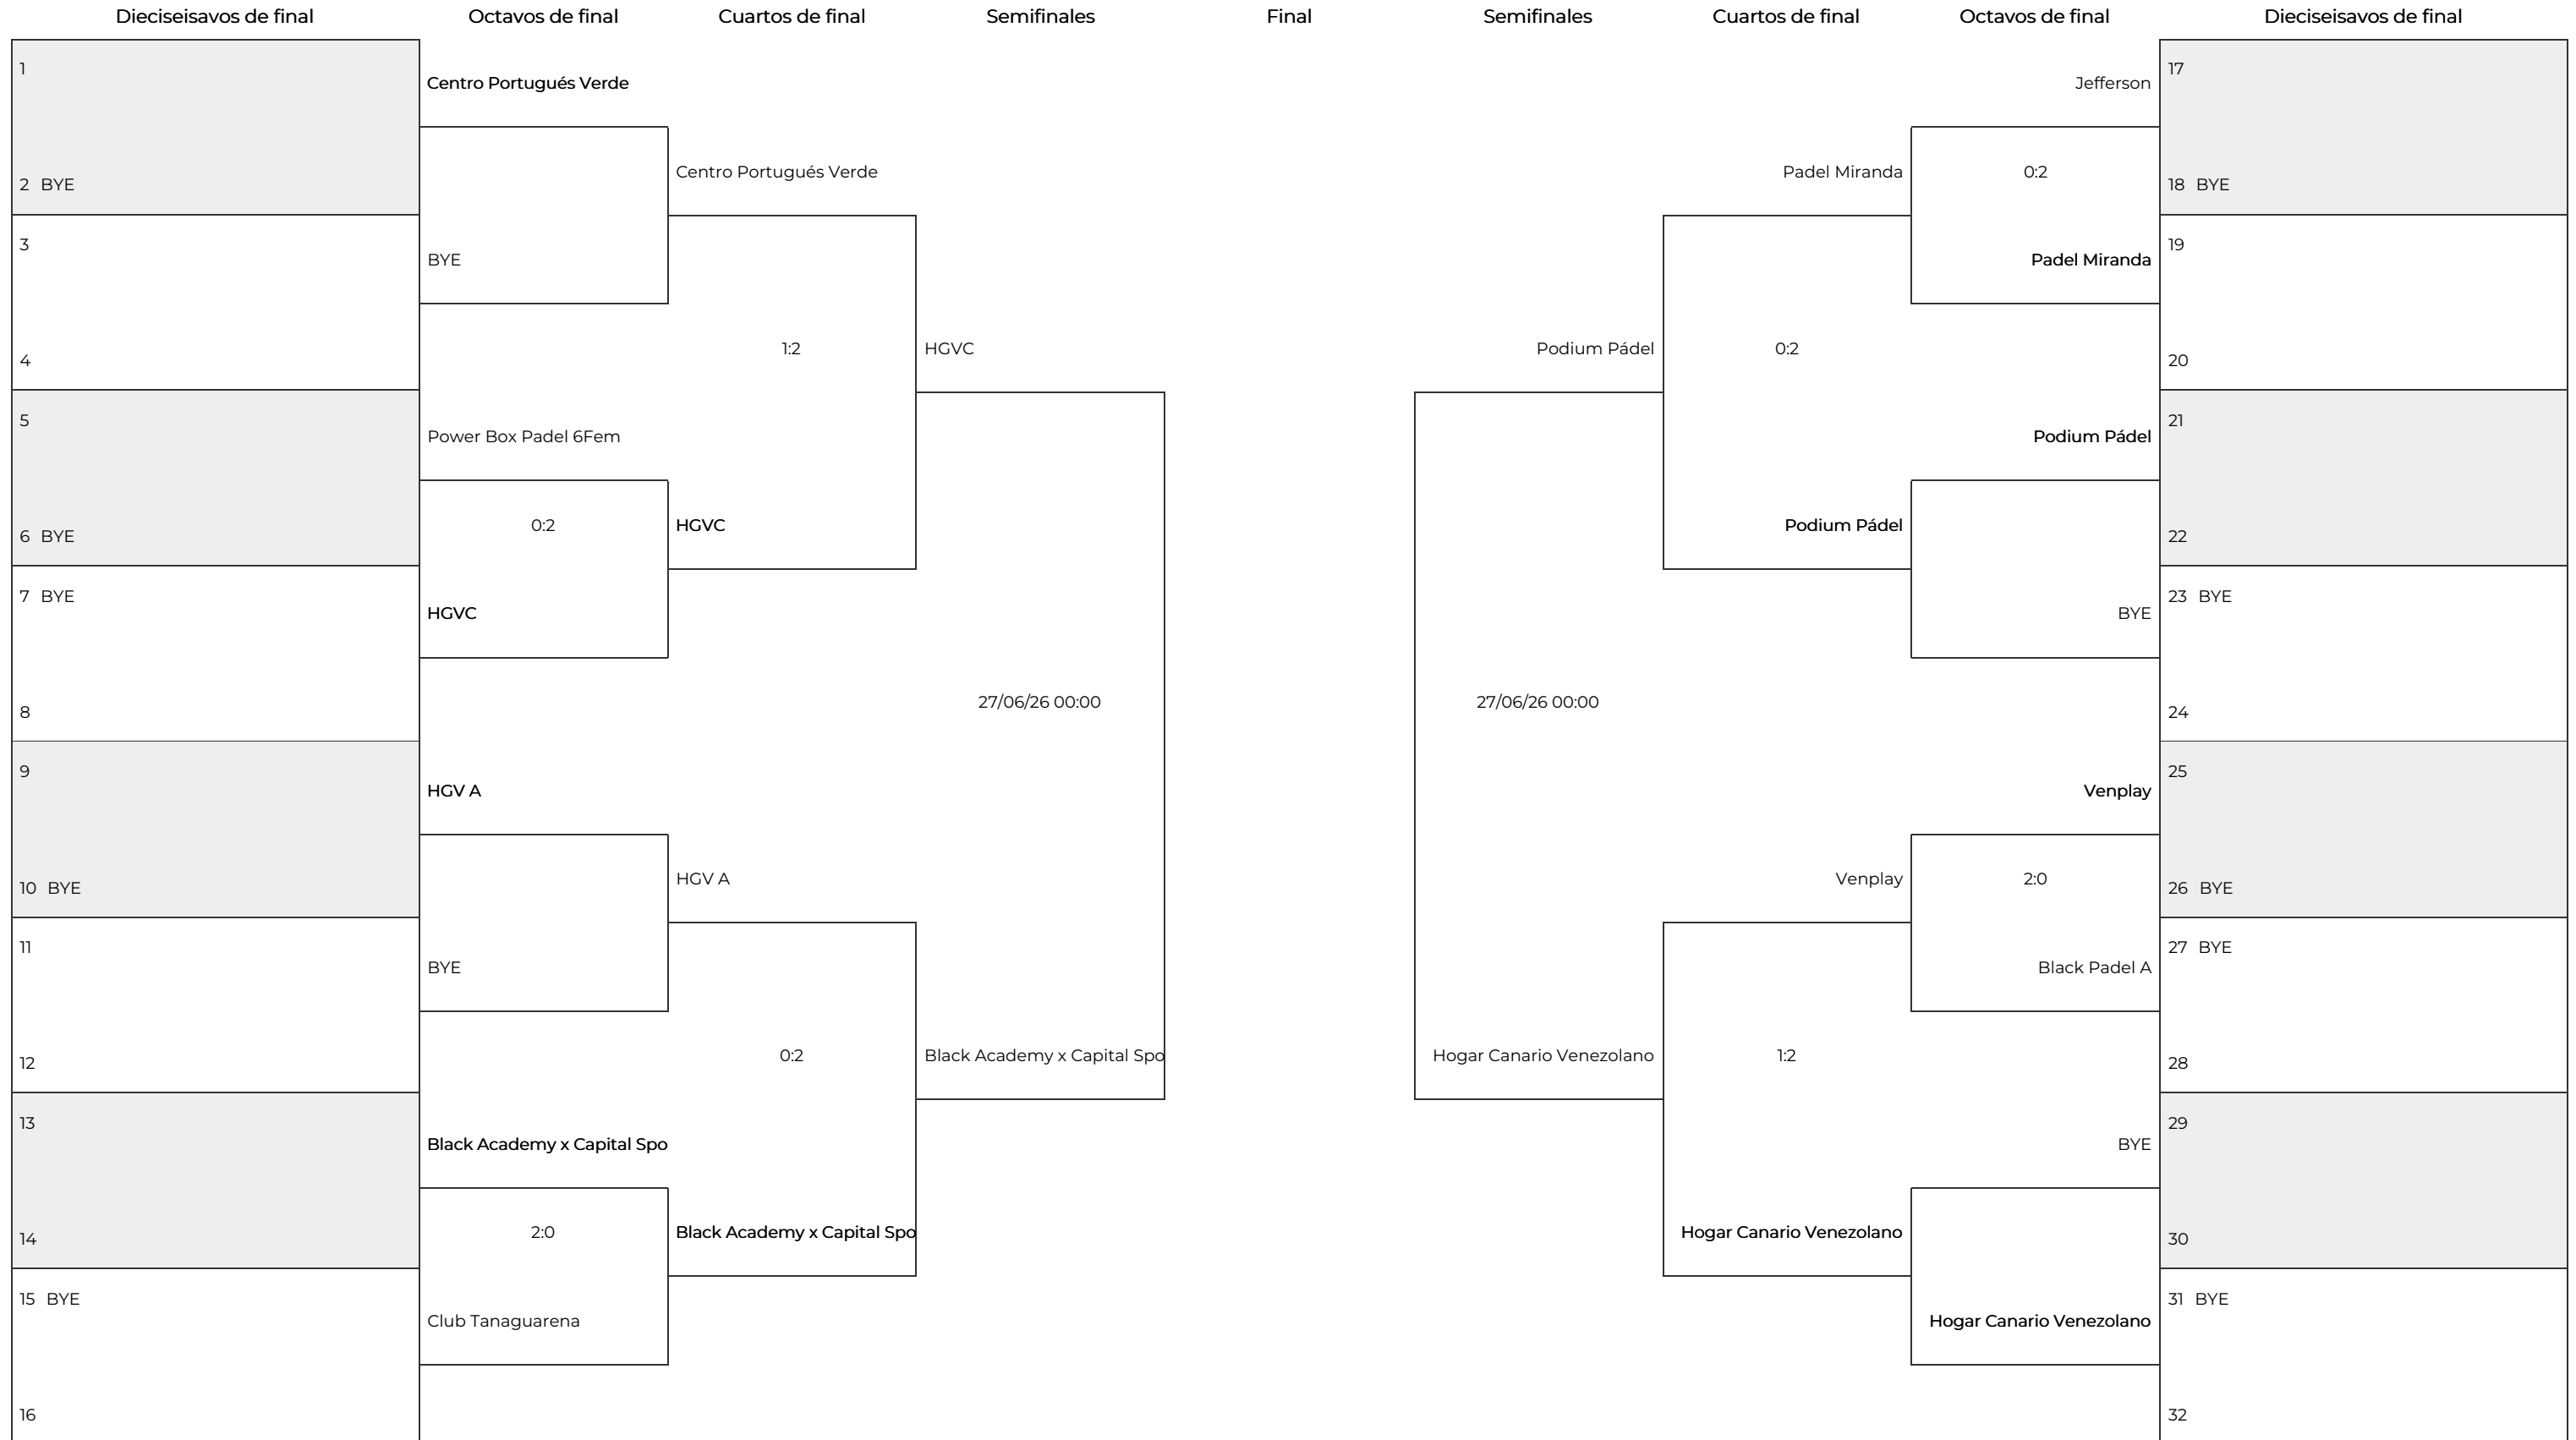 Dieciseisavos de final
Octavos de final
Cuartos de final
Semifinales
Final
Semifinales
Cuartos de final
Octavos de final
Dieciseisavos de final
1
2 BYE
3
4
5
6 BYE
7 BYE
8
9
10 BYE
11
12
13
14
15 BYE
16
Centro Portugués Verde
BYE
Power Box Padel 6Fem
0:2
HGVC
HGV A
BYE
Black Academy x Capital Spo
2:0
Club Tanaguarena
Centro Portugués Verde
1:2
HGVC
HGV A
0:2
Black Academy x Capital Spo
HGVC
27/06/26 00:00
Black Academy x Capital Spo
Podium Pádel
27/06/26 00:00
Hogar Canario Venezolano
Padel Miranda
0:2
Podium Pádel
Venplay
1:2
Hogar Canario Venezolano
Jefferson
0:2
Padel Miranda
Podium Pádel
BYE
Venplay
2:0
Black Padel A
BYE
Hogar Canario Venezolano
17
18 BYE
19
20
21
22
23 BYE
24
25
26 BYE
27 BYE
28
29
30
31 BYE
32